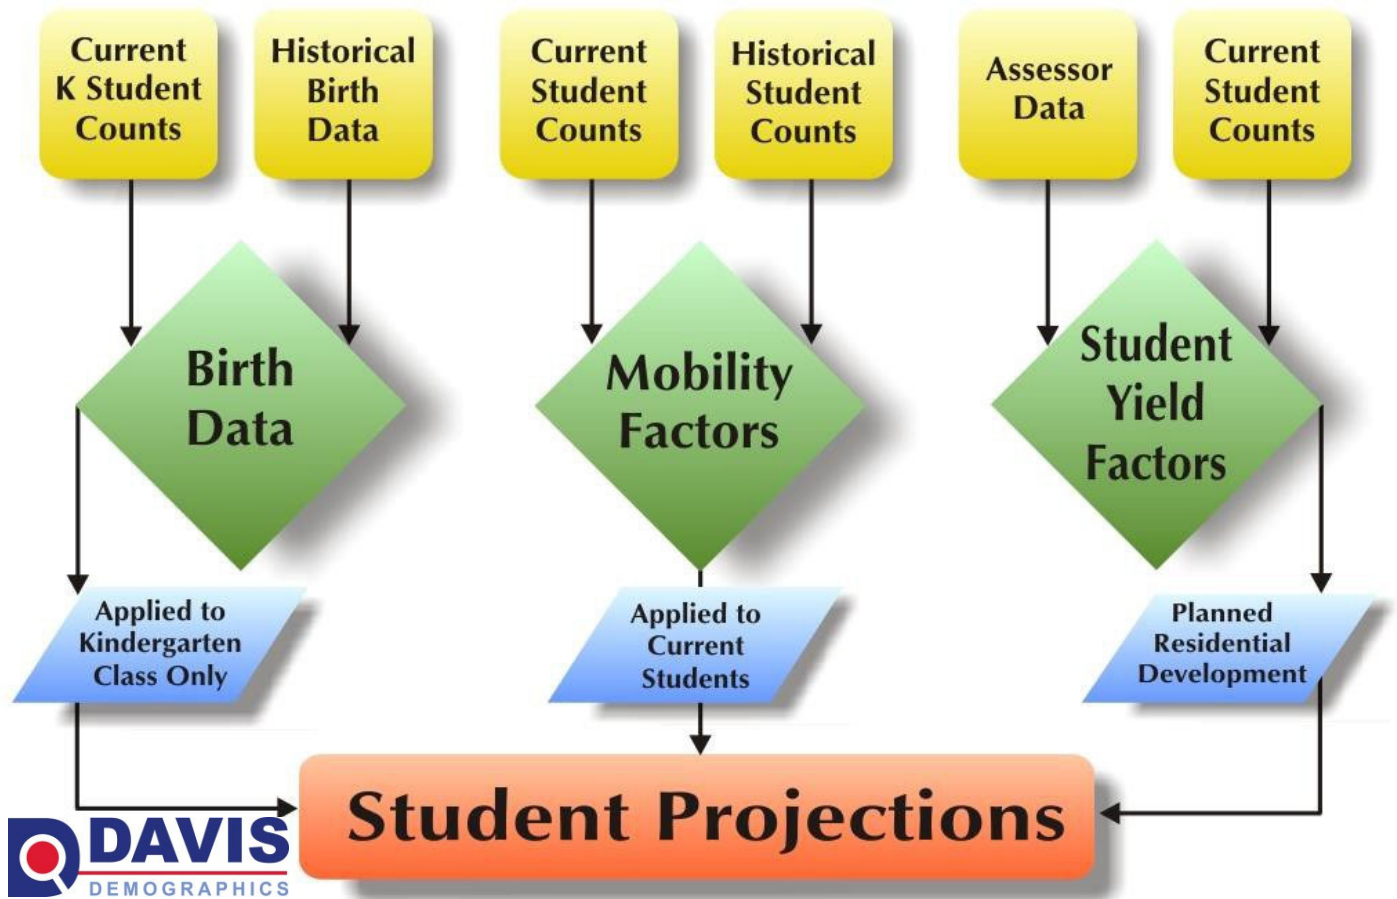 Current
K Student
Counts
Historical
Birth
Data
Current
Student
Counts
Historical
Student
Counts
Assessor
Data
Current
Student
Counts
Birth
Data
Mobility
Factors
Student
Yield
Factors
Applied to
Kindergarten
Class Only
Applied to
Current
Students
Planned
Residential
Development
Student Projections
DAVIS
DEMOGRAPHICS